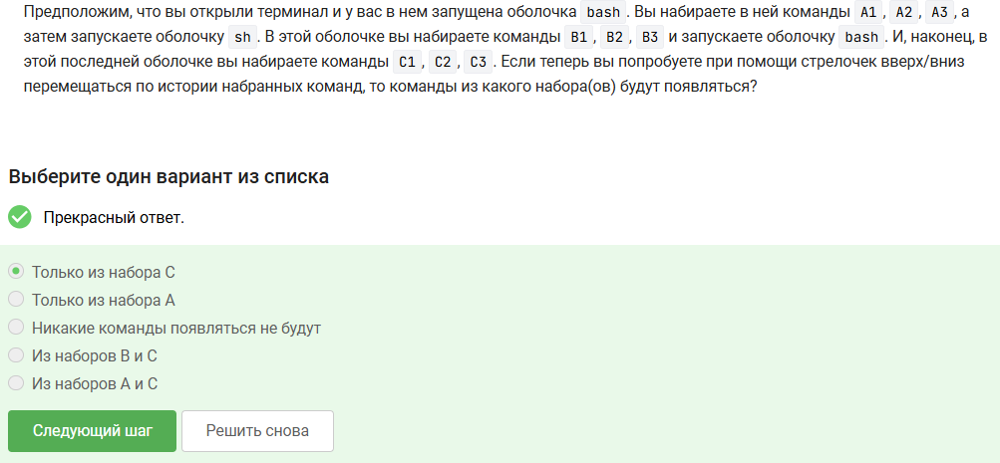 Предположим, что вы открыли терминал и у вас в нем запущена оболочка bash. Вы набираете в ней команды A1, A2, A3, а
затем запускаете оболочку sh. В этой оболочке вы набираете команды B1, B2, B3 и запускаете оболочку bash. И, наконец, в
этой последней оболочке вы набираете команды C1, C2, C3. Если теперь вы попробуете при помощи стрелочек вверх/вниз
перемещаться по истории набранных команд, то команды из какого набора(ов) будут появляться?
Выберите один вариант из списка
Прекрасный ответ.
Только из набора С
Только из набора А
Никакие команды появляться не будут
Из наборов В и С
Из наборов А и С
Следующий шаг Решить снова